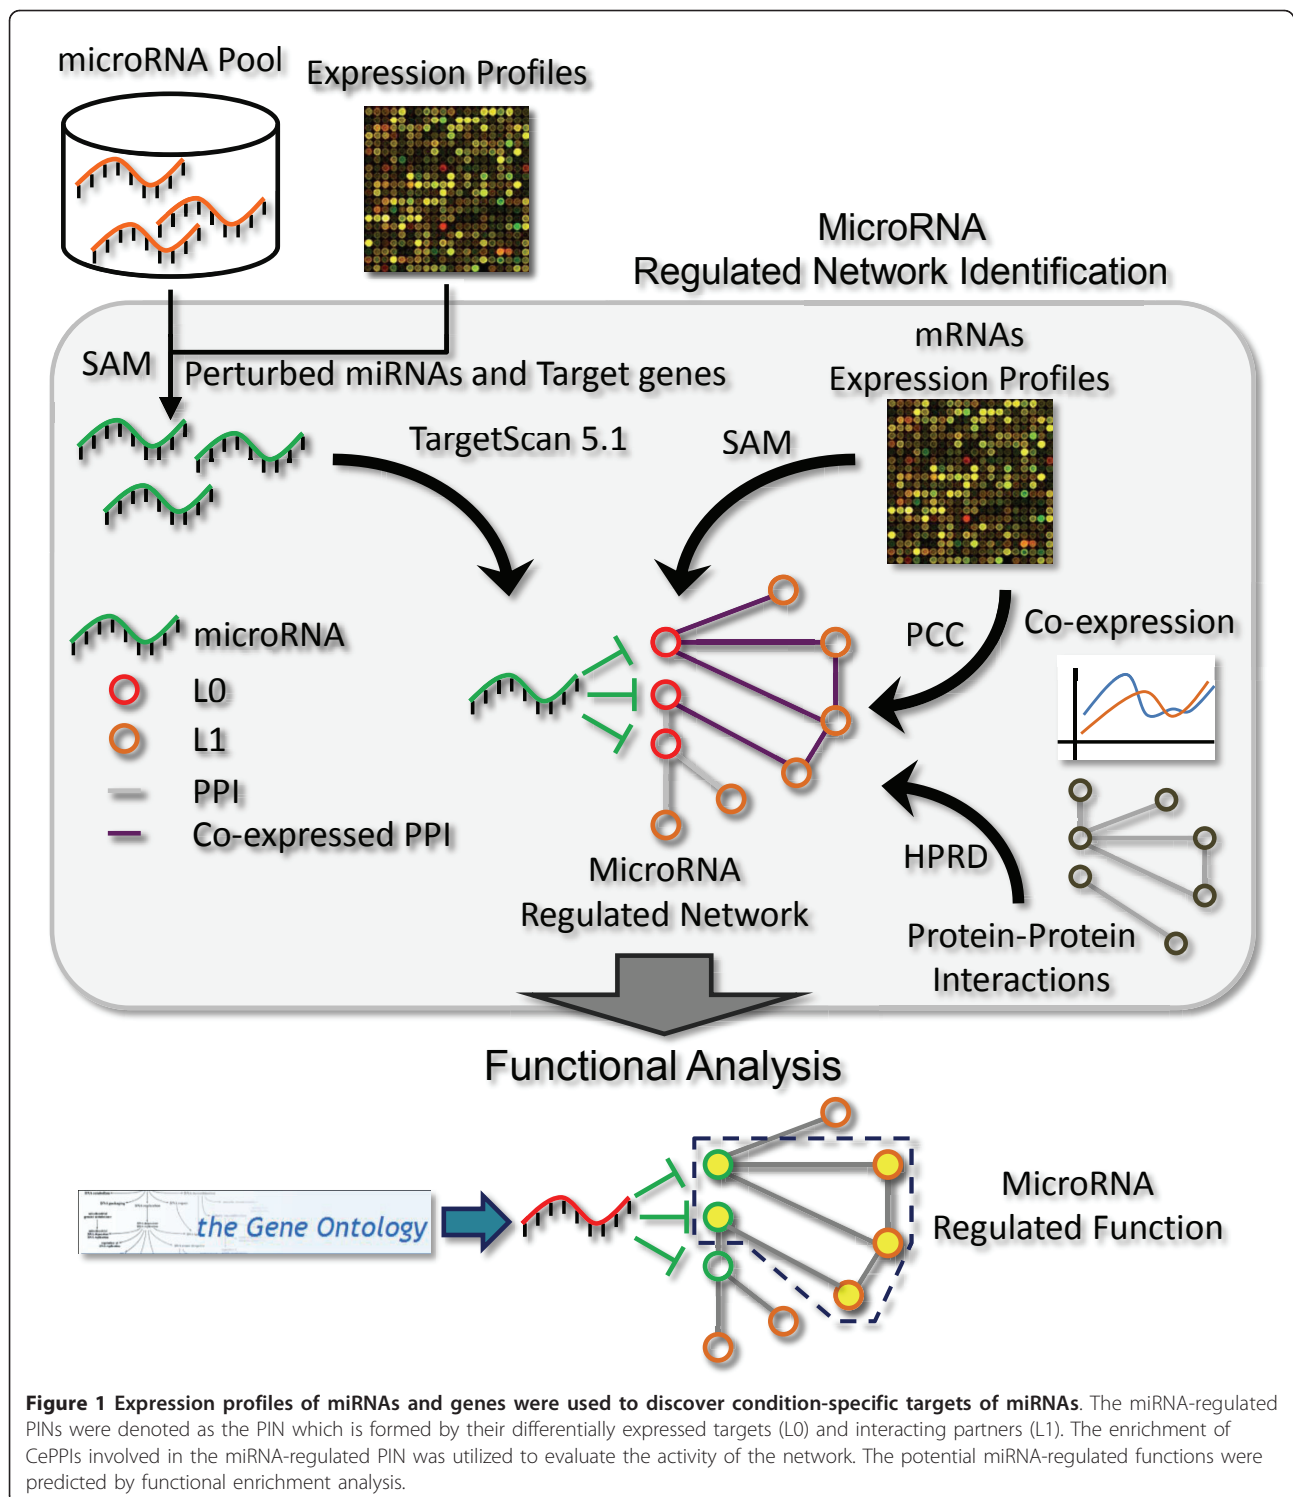 microRNA Pool
Expression Profiles
MicroRNA
Regulated Network Identification
SAM
Perturbed miRNAs and Target genes
mRNAs
Expression Profiles
TargetScan 5.1
SAM
microRNA
L0
L1
PPI
Co-expressed PPI
PCC
Co-expression
HPRD
Protein-Protein
Interactions
MicroRNA
Regulated Network
Functional Analysis
the Gene Ontology
MicroRNA
Regulated Function
Figure 1 Expression profiles of miRNAs and genes were used to discover condition-specific targets of miRNAs. The miRNA-regulated
PINs were denoted as the PIN which is formed by their differentially expressed targets (L0) and interacting partners (L1). The enrichment of
CePPIs involved in the miRNA-regulated PIN was utilized to evaluate the activity of the network. The potential miRNA-regulated functions were
predicted by functional enrichment analysis.